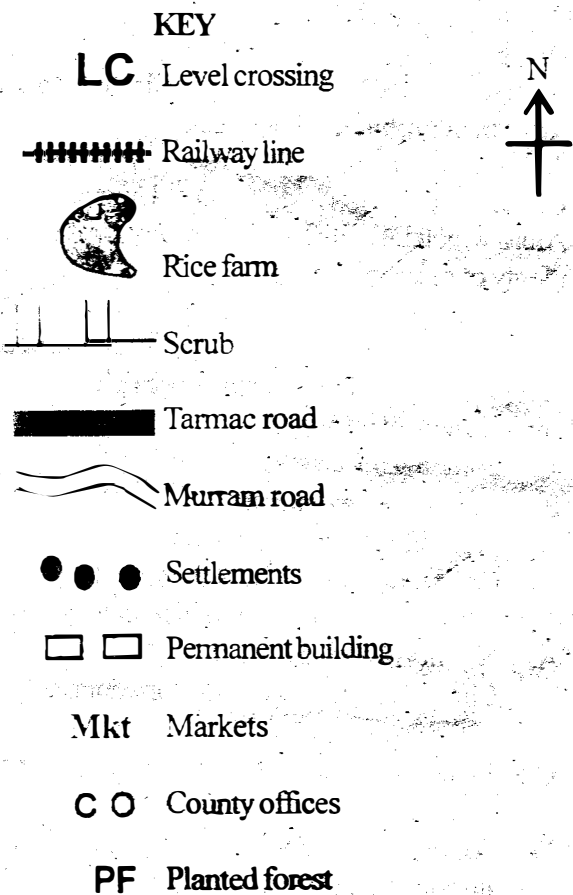 KEY
LC Level crossing
N
Railway line
Rice farm
Scrub
Tarmac road
Murram road
Settlements
Permanent building
Mkt Markets
C O County offices
PF Planted forest